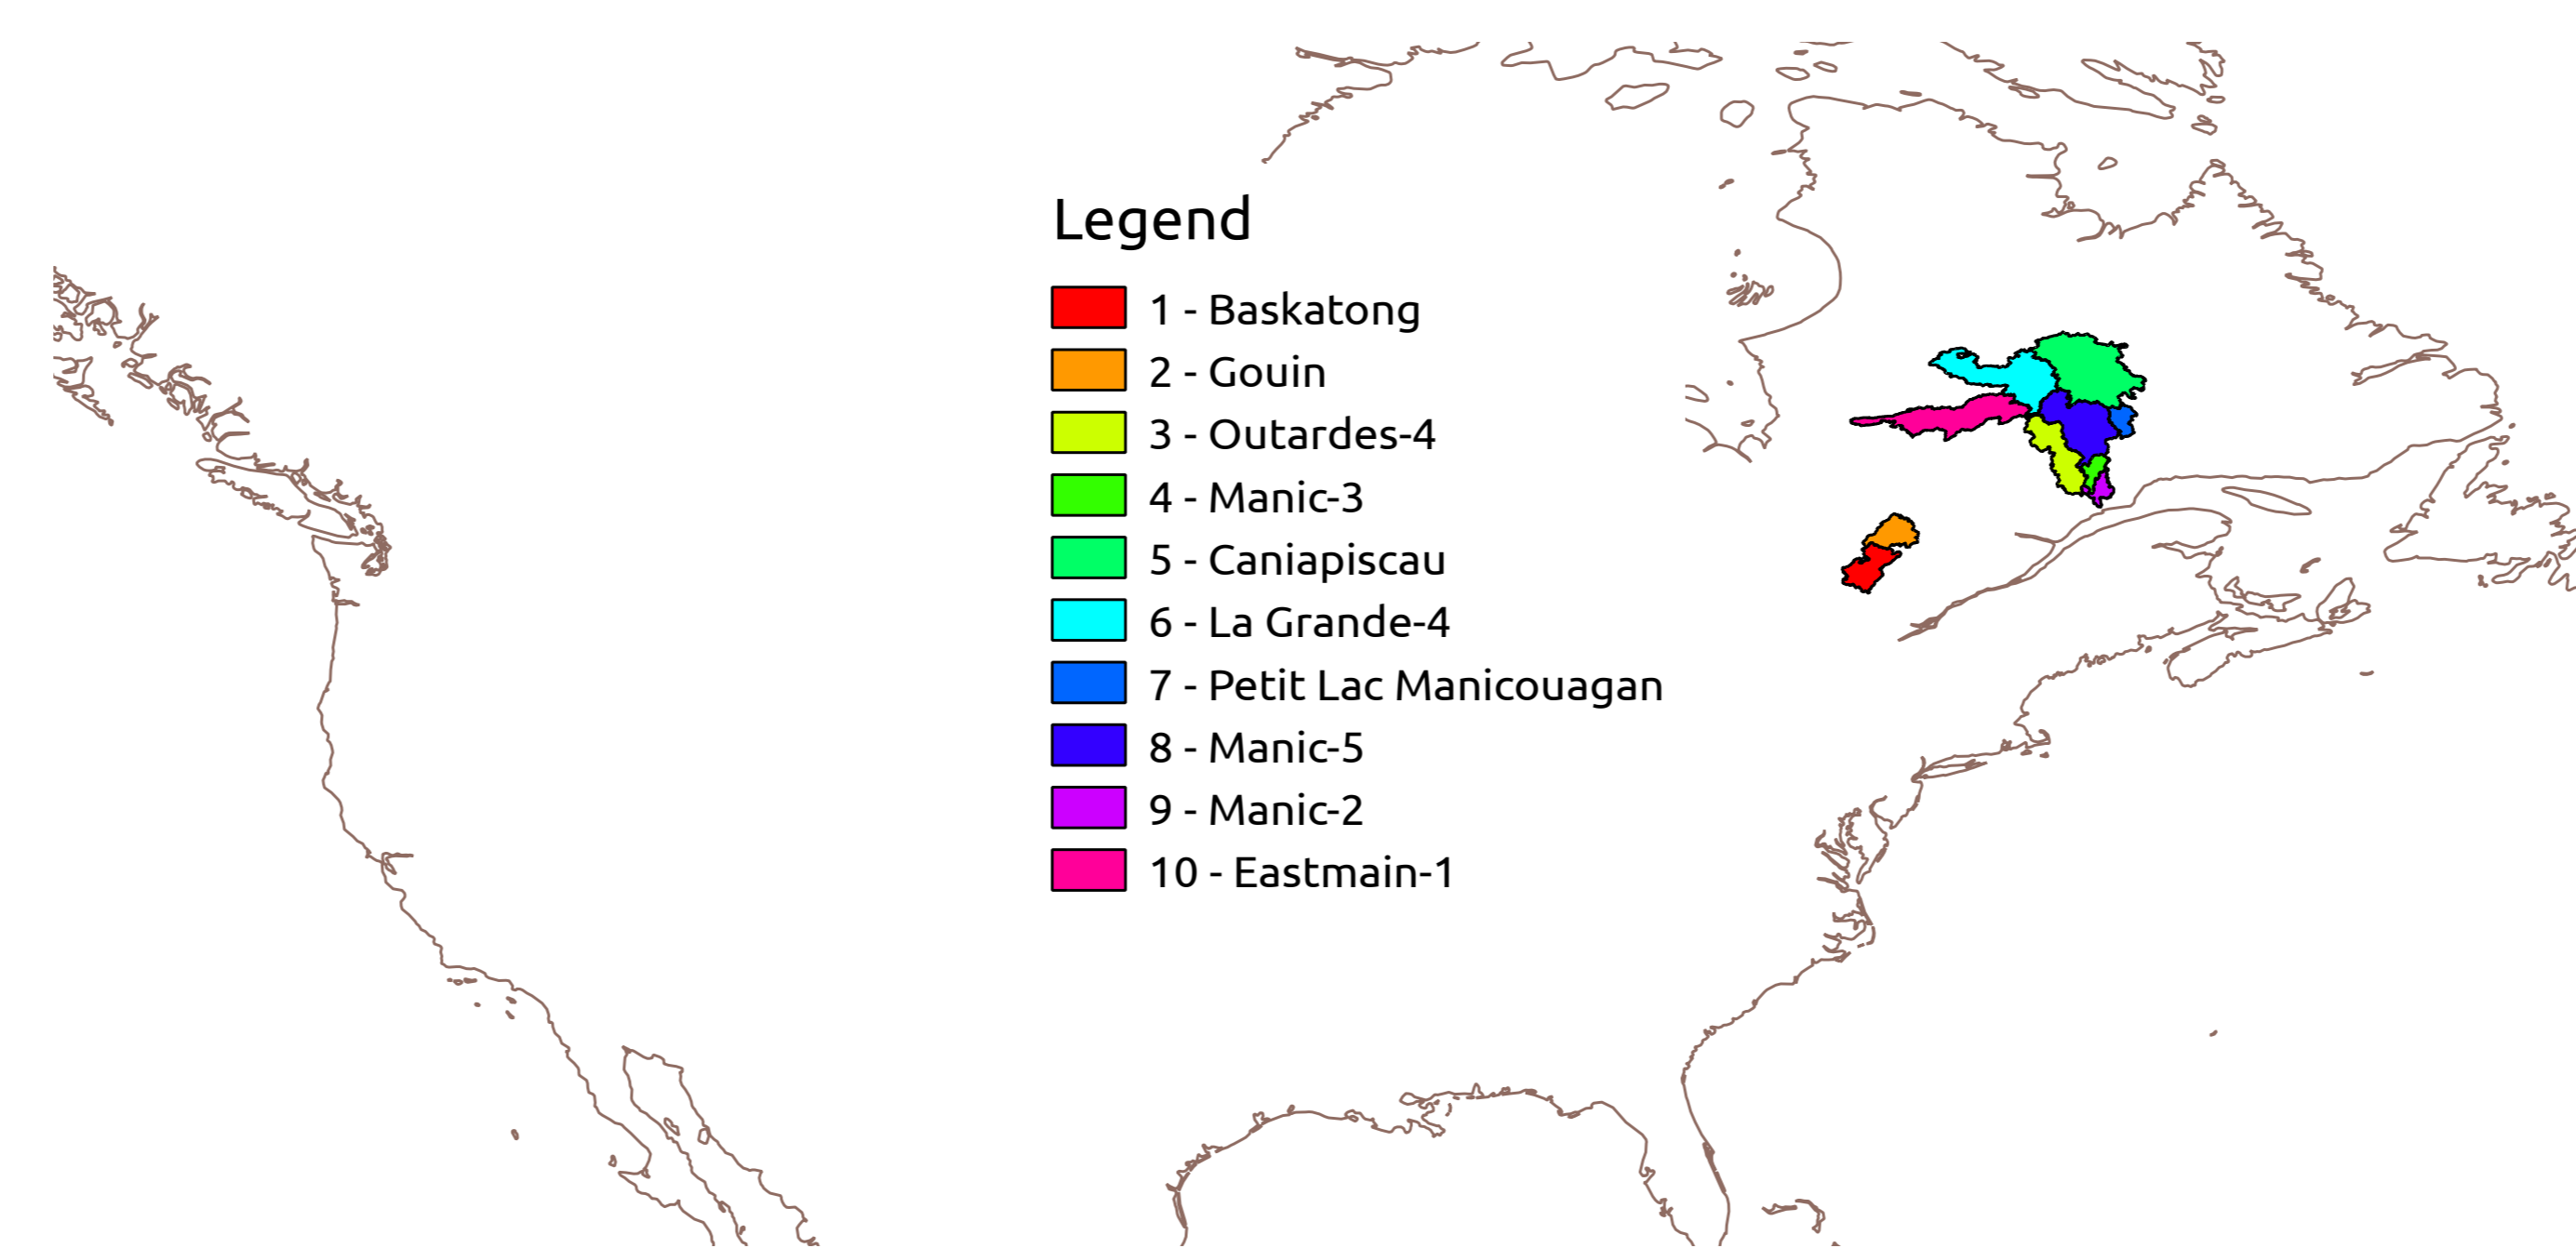 Legend
1 - Baskatong
2 - Gouin
3 - Outardes-4
4 - Manic-3
5 - Caniapiscau
6 - La Grande-4
7 - Petit Lac Manicouagan
8 - Manic-5
9 - Manic-2
10 - Eastmain-1